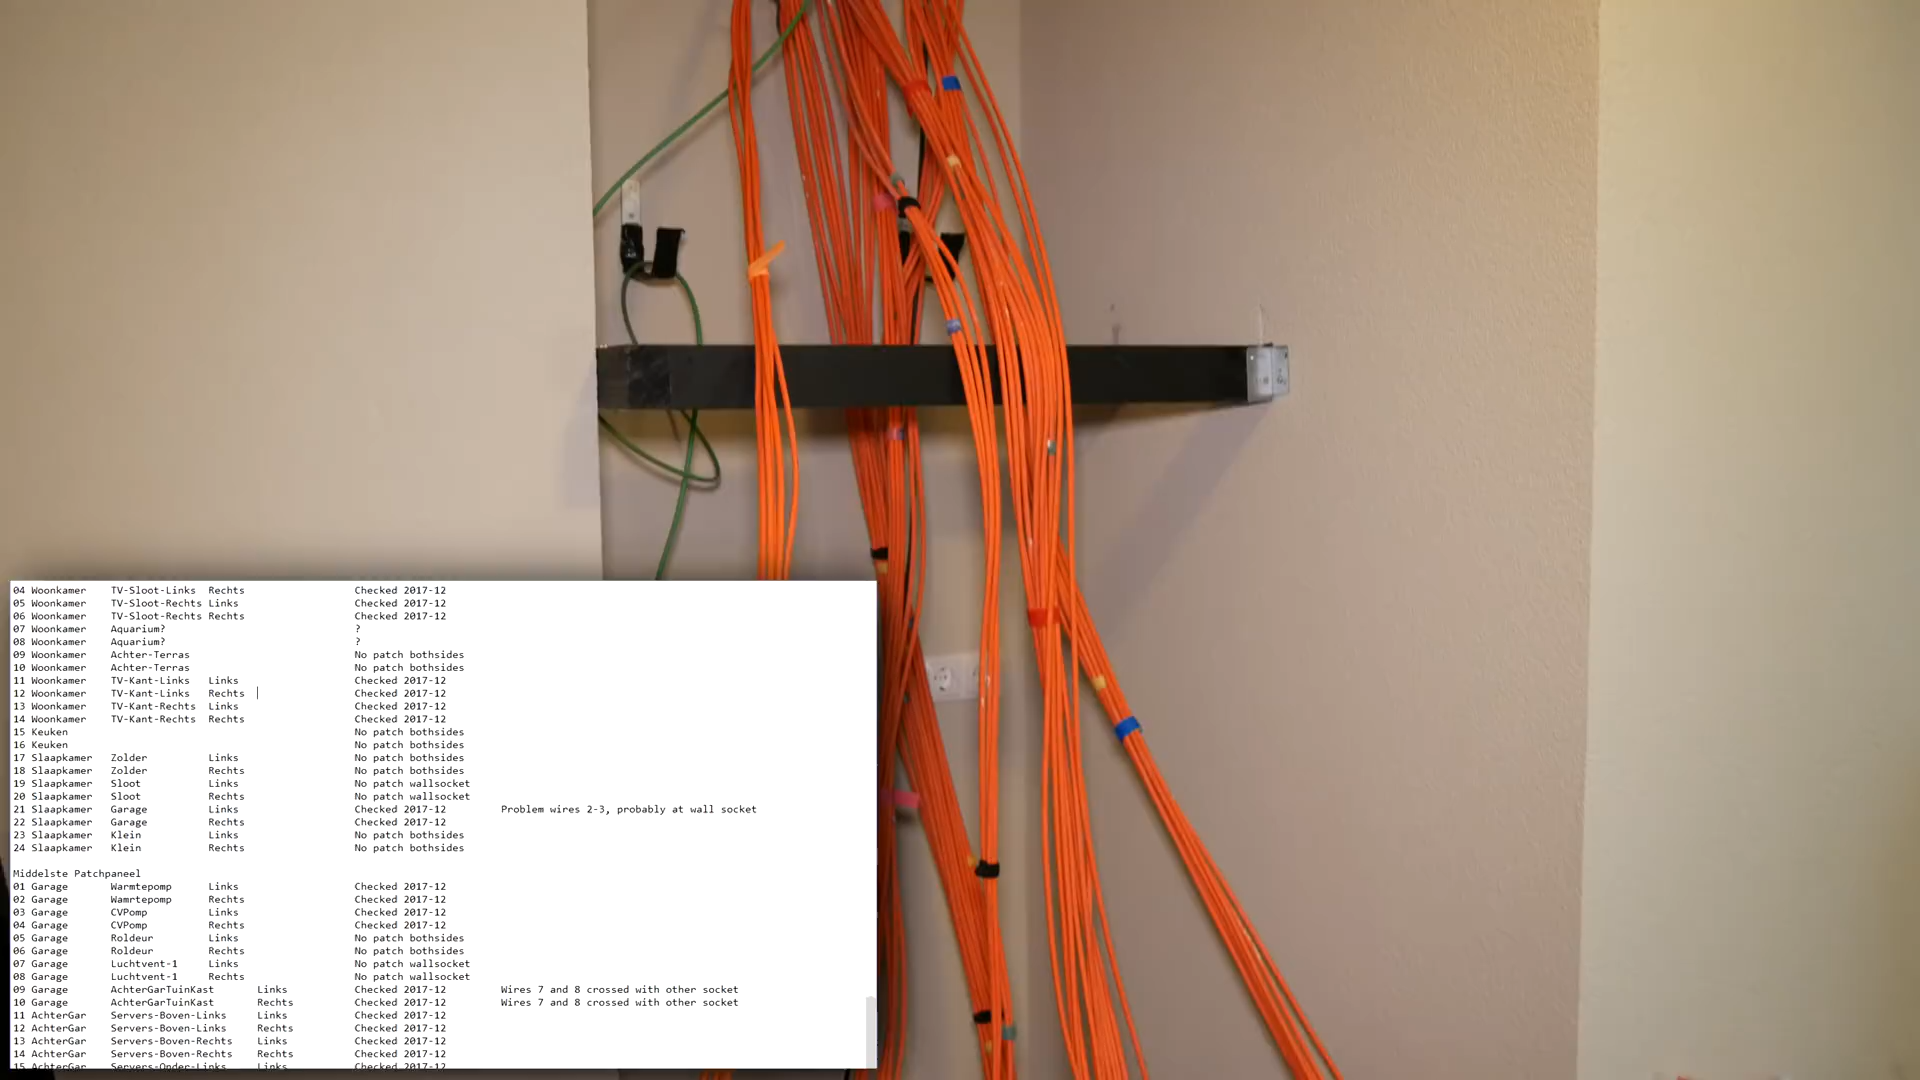 04 Woonkamer TV-Sloot-Links Rechts Checked 2017-12
05 Woonkamer TV-Sloot-Rechts Links Checked 2017-12
06 Woonkamer TV-Sloot-Rechts Rechts Checked 2017-12
07 Woonkamer Aquarium? ?
08 Woonkamer Aquarium? ?
09 Woonkamer Achter-Terras No patch bothsides
10 Woonkamer Achter-Terras No patch bothsides
11 Woonkamer TV-Kant-Links Links Checked 2017-12
12 Woonkamer TV-Kant-Links Rechts Checked 2017-12
13 Woonkamer TV-Kant-Rechts Links Checked 2017-12
14 Woonkamer TV-Kant-Rechts Rechts Checked 2017-12
15 Keuken No patch bothsides
16 Keuken No patch bothsides
17 Slaapkamer Zolder Links No patch bothsides
18 Slaapkamer Zolder Rechts No patch bothsides
19 Slaapkamer Sloot Links No patch wallsocket
20 Slaapkamer Sloot Rechts No patch wallsocket
21 Slaapkamer Garage Links Checked 2017-12 Problem wires 2-3, probably at wall socket
22 Slaapkamer Garage Rechts Checked 2017-12
23 Slaapkamer Klein Links No patch bothsides
24 Slaapkamer Klein Rechts No patch bothsides
Middelste Patchpaneel
01 Garage Warmtepomp Links Checked 2017-12
02 Garage Wamrtepomp Rechts Checked 2017-12
03 Garage CVPomp Links Checked 2017-12
04 Garage CVPomp Rechts Checked 2017-12
05 Garage Roldeur Links No patch bothsides
06 Garage Roldeur Rechts No patch bothsides
07 Garage Luchtvent-1 Links No patch wallsocket
08 Garage Luchtvent-1 Rechts No patch wallsocket
09 Garage AchterGarTuinKast Links Checked 2017-12 Wires 7 and 8 crossed with other socket
10 Garage AchterGarTuinKast Rechts Checked 2017-12 Wires 7 and 8 crossed with other socket
11 AchterGar Servers-Boven-Links Links Checked 2017-12
12 AchterGar Servers-Boven-Links Rechts Checked 2017-12
13 AchterGar Servers-Boven-Rechts Links Checked 2017-12
14 AchterGar Servers-Boven-Rechts Rechts Checked 2017-12
15 AchterGar Servers-Onder-Links Links Checked 2017-12